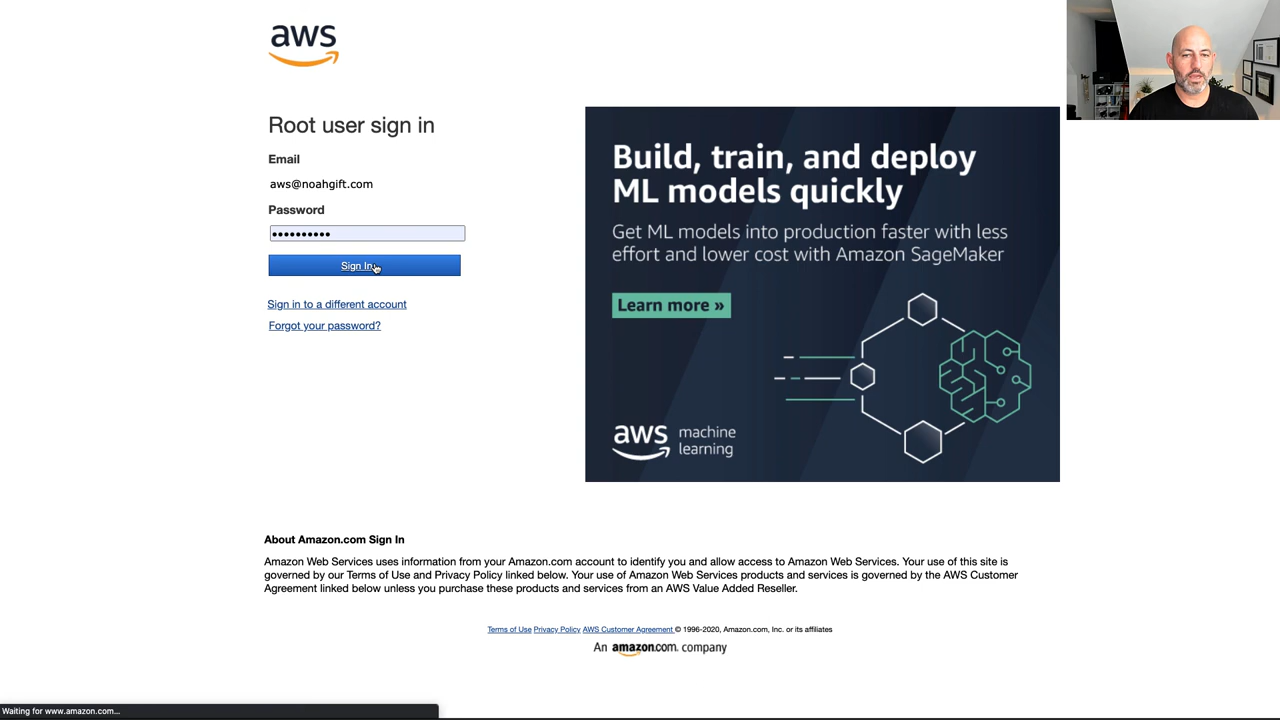 aws
Root user sign in
Email
aws@noahgift.com
Password
Sign In
Sign in to a different account
Forgot your password?
Build, train, and deploy
ML models quickly
Get ML models into production faster with less
effort and lower cost with Amazon SageMaker
Learn more »
aws machine
learning
About Amazon.com Sign In
Amazon Web Services uses information from your Amazon.com account to identify you and allow access to Amazon Web Services. Your use of this site is
governed by our Terms of Use and Privacy Policy linked below. Your use of Amazon Web Services products and services is governed by the AWS Customer
Agreement linked below unless you purchase these products and services from an AWS Value Added Reseller.
Terms of Use Privacy Policy AWS Customer Agreement © 1996-2020, Amazon.com, Inc. or its affiliates
An amazon.com. company
Waiting for www.amazon.com...